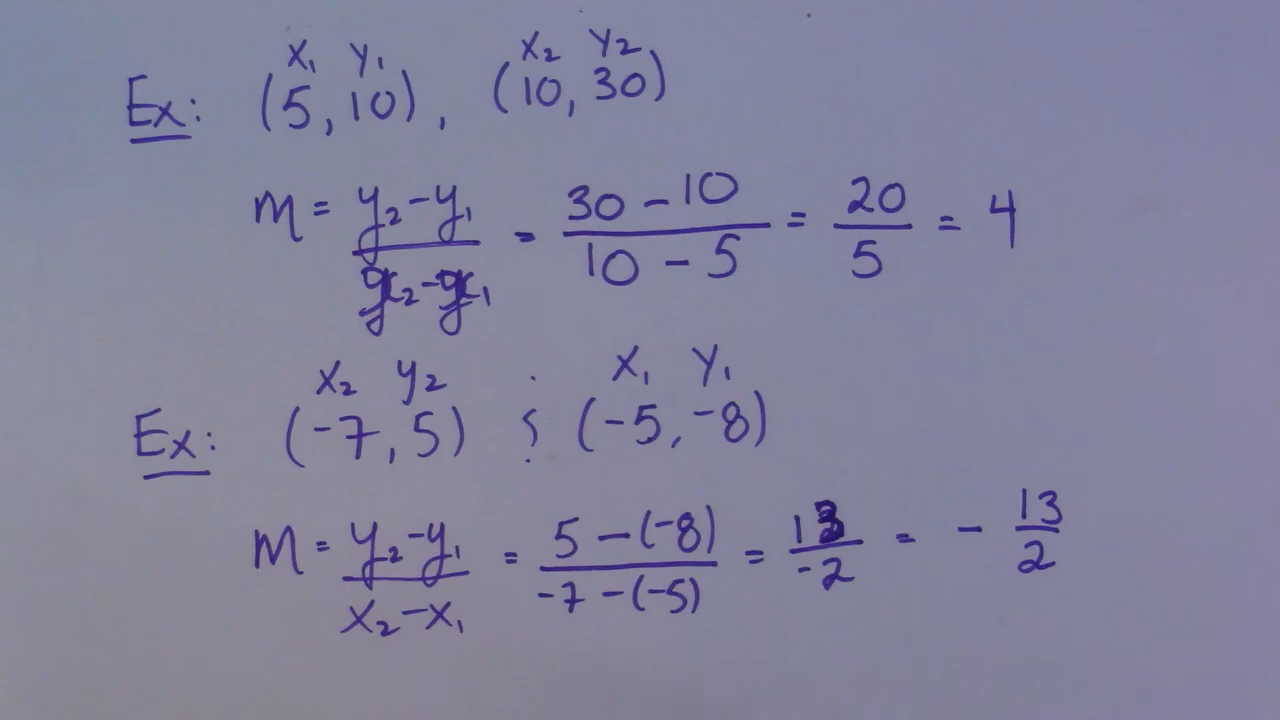 x₁ y₁ x₂ y₂
Ex: (5, 10), (10, 30)
m = y₂-y₁/x₂-x₁ = 30-10/10-5 = 20/5 = 4
x₂ y₂ x₁ y₁
Ex: (-7, 5) ; (-5, -8)
m = y₂-y₁/x₂-x₁ = 5-(-8)/-7-(-5) = 13/-2 = -13/2